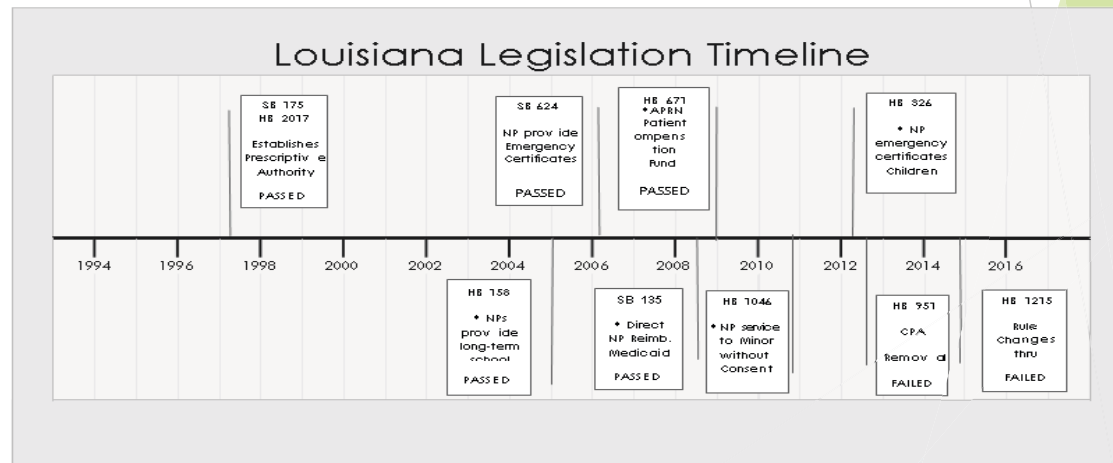 Louisiana Legislation Timeline
SB 175
HB 2017
Establishes
Prescriptiv e
Authority
PASSED
SB 624
NP prov ide
Emergency
Certificates
PASSED
HB 671
• APRN
Patient
ompens
tion
Fund
PASSED
HB 326
• NP
emergency
certificates
Children
1994 1996 1998 2000 2002 2004 2006 2008 2010 2012 2014 2016
HB 158
• NPs
prov ide
long-term
school
PASSED
SB 135
• Direct
NP Reimb.
Medicaid
PASSED
HB 1046
• NP service
to Minor
without
Consent
HB 951
CPA
Remov al
FAILED
HB 1215
Rule
Changes
thru
FAILED